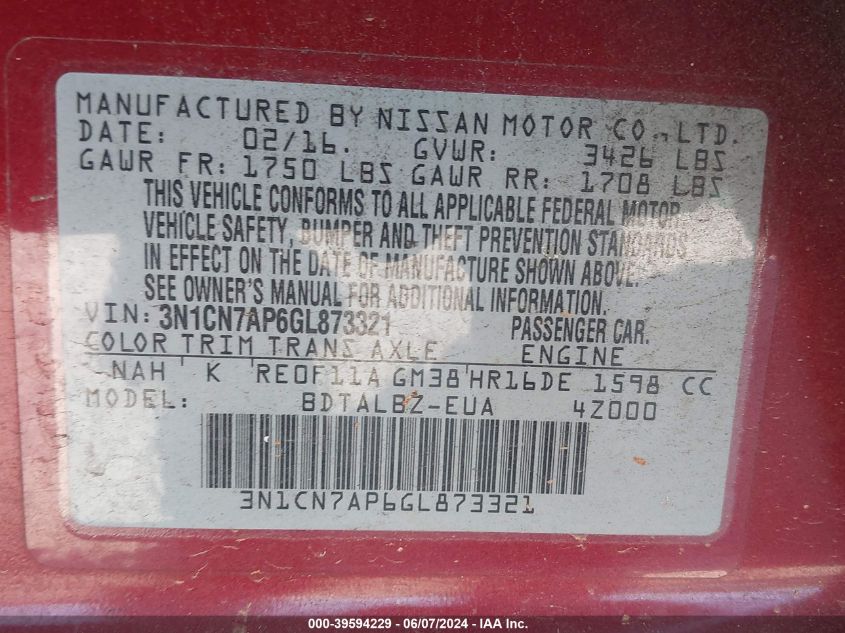 MANUFACTURED BY NISSAN MOTOR CO., LTD.
DATE: 02/16. GVWR: 3426 LBS
GAWR FR: 1750 LBS GAWR RR: 1708 LBS
THIS VEHICLE CONFORMS TO ALL APPLICABLE FEDERAL MOTOR
VEHICLE SAFETY, BUMPER AND THEFT PREVENTION STANDARDS
IN EFFECT ON THE DATE OF MANUFACTURE SHOWN ABOVE.
SEE OWNER'S MANUAL FOR ADDITIONAL INFORMATION.
VIN: 3N1CN7AP6GL873321 PASSENGER CAR.
COLOR TRIM TRANS AXLE ENGINE
NAH K RE0F11A GM38 HR16DE 1598 CC
MODEL: BDTALBZ-EUA 4Z000
3N1CN7AP6GL873321
000-39594229 - 06/07/2024 - IAA Inc.